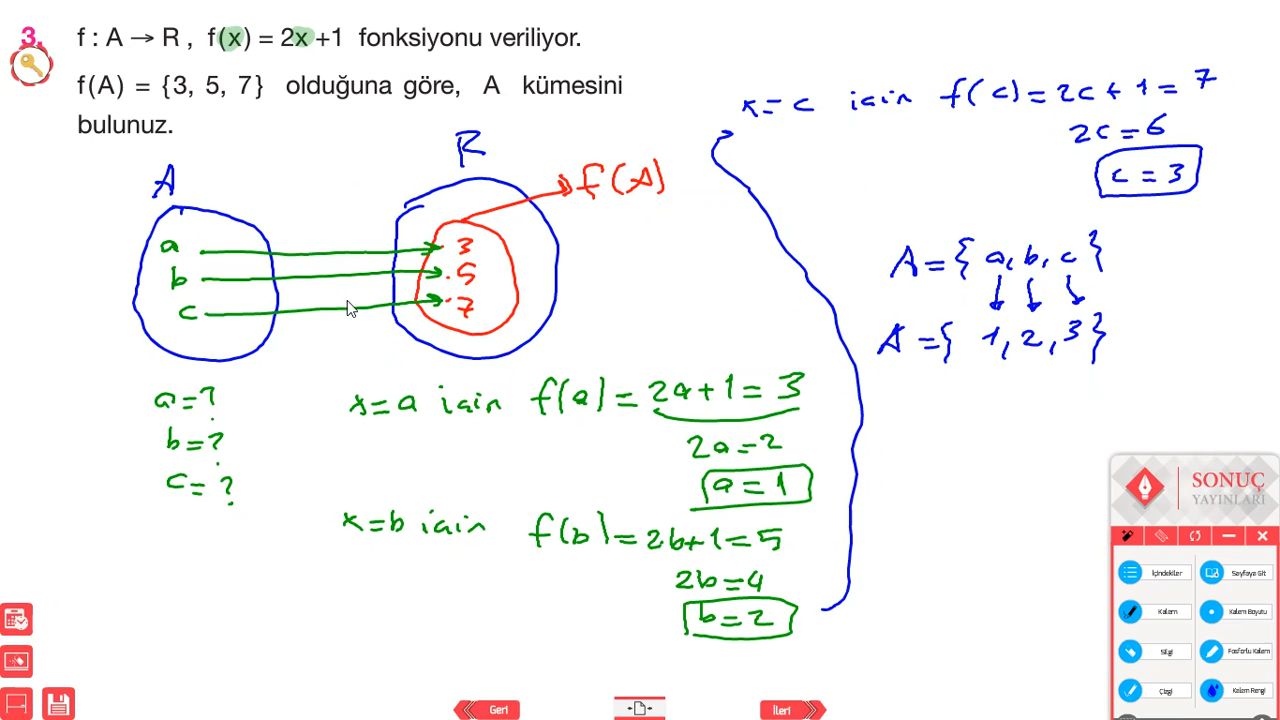 3. f : A → R , f(x) = 2x +1 fonksiyonu veriliyor.
f(A) = {3, 5, 7} olduğuna göre, A kümesini
bulunuz.
A
R
f(A)
a
b
c
3
5
7
a=?
b=?
c=?
x=a için f(a) = 2a+1=3
2a=2
a=1
x=b için f(b)=2b+1=5
2b=4
b=2
x=c için f(c)=2c+1=7
2c=6
c=3
A={a,b,c}
A={1,2,3}
SONUÇ
YAYINLARI
İçindekiler
Sayfaya Git
Kalem
Kalem Boyutu
Silgi
Fosforlu Kalem
Çizgi
Kalem Rengi
Geri
İleri